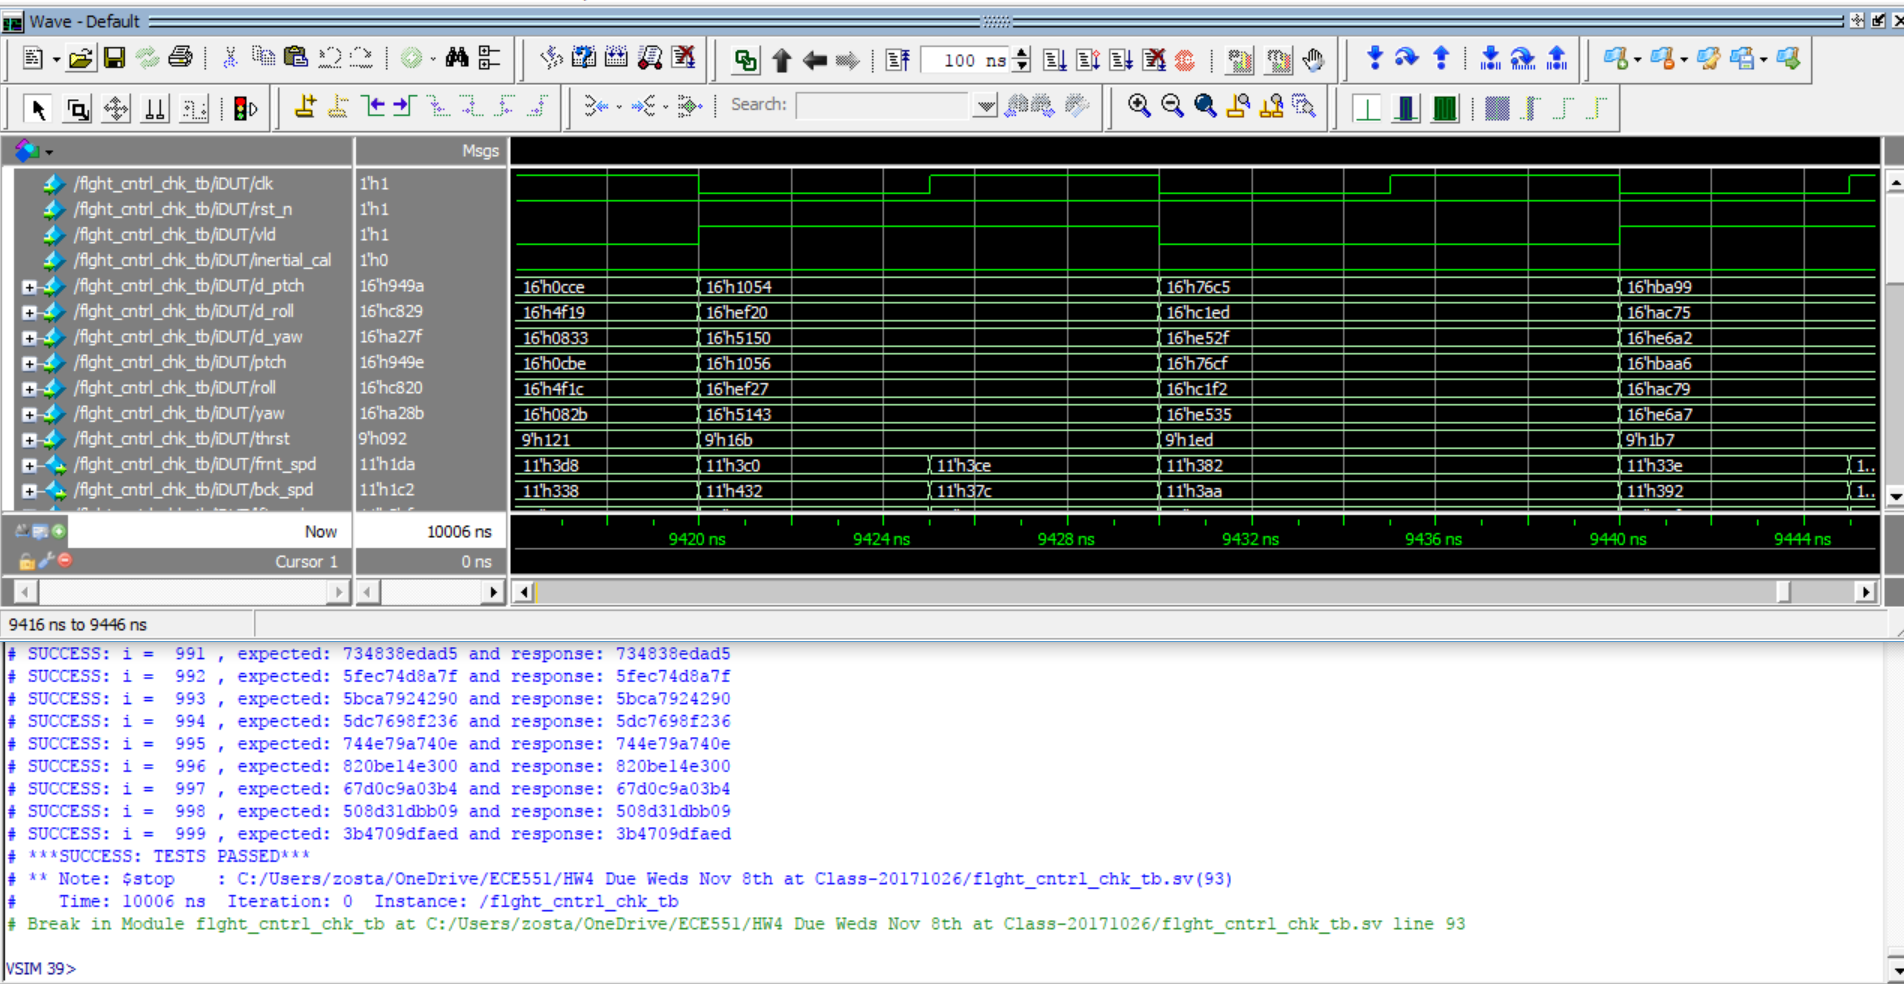 Wave - Default
100 ns
Search:
Msgs
/flght_cntrl_chk_tb/iDUT/clk 1'h1
/flght_cntrl_chk_tb/iDUT/rst_n 1'h1
/flght_cntrl_chk_tb/iDUT/vld 1'h1
/flght_cntrl_chk_tb/iDUT/inertial_cal 1'h0
/flght_cntrl_chk_tb/iDUT/d_ptch 16'h949a 16'h0cce 16'h1054 16'h76c5 16'hba99
/flght_cntrl_chk_tb/iDUT/d_roll 16'hc829 16'h4f19 16'hef20 16'hc1ed 16'hac75
/flght_cntrl_chk_tb/iDUT/d_yaw 16'ha27f 16'h0833 16'h5150 16'he52f 16'he6a2
/flght_cntrl_chk_tb/iDUT/ptch 16'h949e 16'h0cbe 16'h1056 16'h76cf 16'hbaa6
/flght_cntrl_chk_tb/iDUT/roll 16'hc820 16'h4f1c 16'hef27 16'hc1f2 16'hac79
/flght_cntrl_chk_tb/iDUT/yaw 16'ha28b 16'h082b 16'h5143 16'he535 16'he6a7
/flght_cntrl_chk_tb/iDUT/thrst 9'h092 9'h121 9'h16b 9'h1ed 9'h1b7
/flght_cntrl_chk_tb/iDUT/frnt_spd 11'h1da 11'h3d8 11'h3c0 11'h3ce 11'h382 11'h33e 1..
/flght_cntrl_chk_tb/iDUT/bck_spd 11'h1c2 11'h338 11'h432 11'h37c 11'h3aa 11'h392 1..
Now 10006 ns 9420 ns 9424 ns 9428 ns 9432 ns 9436 ns 9440 ns 9444 ns
Cursor 1 0 ns
9416 ns to 9446 ns
# SUCCESS: i = 991 , expected: 734838edad5 and response: 734838edad5
# SUCCESS: i = 992 , expected: 5fec74d8a7f and response: 5fec74d8a7f
# SUCCESS: i = 993 , expected: 5bca7924290 and response: 5bca7924290
# SUCCESS: i = 994 , expected: 5dc7698f236 and response: 5dc7698f236
# SUCCESS: i = 995 , expected: 744e79a740e and response: 744e79a740e
# SUCCESS: i = 996 , expected: 820be14e300 and response: 820be14e300
# SUCCESS: i = 997 , expected: 67d0c9a03b4 and response: 67d0c9a03b4
# SUCCESS: i = 998 , expected: 508d31dbb09 and response: 508d31dbb09
# SUCCESS: i = 999 , expected: 3b4709dfaed and response: 3b4709dfaed
# ***SUCCESS: TESTS PASSED***
# ** Note: $stop : C:/Users/zosta/OneDrive/ECE551/HW4 Due Weds Nov 8th at Class-20171026/flght_cntrl_chk_tb.sv(93)
# Time: 10006 ns Iteration: 0 Instance: /flght_cntrl_chk_tb
# Break in Module flght_cntrl_chk_tb at C:/Users/zosta/OneDrive/ECE551/HW4 Due Weds Nov 8th at Class-20171026/flght_cntrl_chk_tb.sv line 93
VSIM 39>